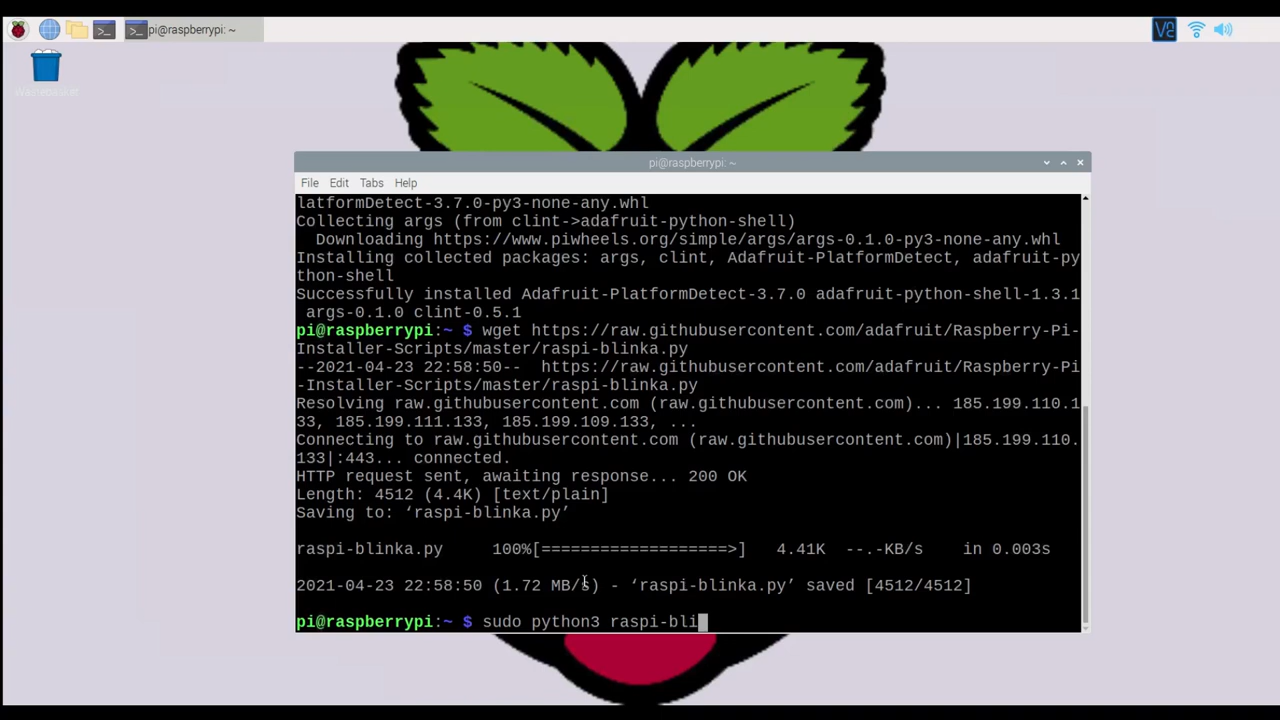 pi@raspberrypi: ~
Wastebasket
pi@raspberrypi: ~
File Edit Tabs Help
latformDetect-3.7.0-py3-none-any.whl
Collecting args (from clint->adafruit-python-shell)
  Downloading https://www.piwheels.org/simple/args/args-0.1.0-py3-none-any.whl
Installing collected packages: args, clint, Adafruit-PlatformDetect, adafruit-py
thon-shell
Successfully installed Adafruit-PlatformDetect-3.7.0 adafruit-python-shell-1.3.1
 args-0.1.0 clint-0.5.1
pi@raspberrypi:~ $ wget https://raw.githubusercontent.com/adafruit/Raspberry-Pi-
Installer-Scripts/master/raspi-blinka.py
--2021-04-23 22:58:50--  https://raw.githubusercontent.com/adafruit/Raspberry-Pi
-Installer-Scripts/master/raspi-blinka.py
Resolving raw.githubusercontent.com (raw.githubusercontent.com)... 185.199.110.1
33, 185.199.111.133, 185.199.109.133, ...
Connecting to raw.githubusercontent.com (raw.githubusercontent.com)|185.199.110.
133|:443... connected.
HTTP request sent, awaiting response... 200 OK
Length: 4512 (4.4K) [text/plain]
Saving to: ‘raspi-blinka.py’
raspi-blinka.py     100%[===================>]   4.41K  --.-KB/s    in 0.003s
2021-04-23 22:58:50 (1.72 MB/s) - ‘raspi-blinka.py’ saved [4512/4512]
pi@raspberrypi:~ $ sudo python3 raspi-bli